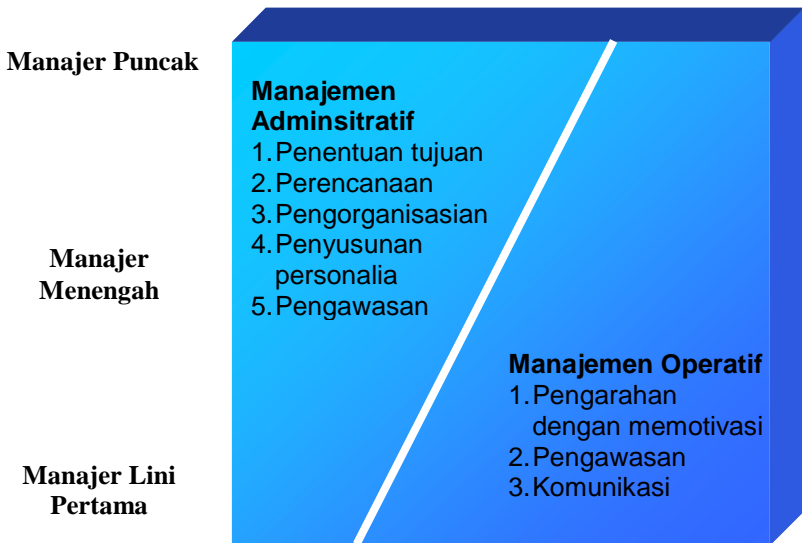 Manajer Puncak
Manajemen
Adminsitratif
1.Penentuan tujuan
2.Perencanaan
3.Pengorganisasian
4.Penyusunan
personalia
5.Pengawasan
Manajer
Menengah
Manajemen Operatif
1.Pengarahan
dengan memotivasi
2.Pengawasan
3.Komunikasi
Manajer Lini
Pertama